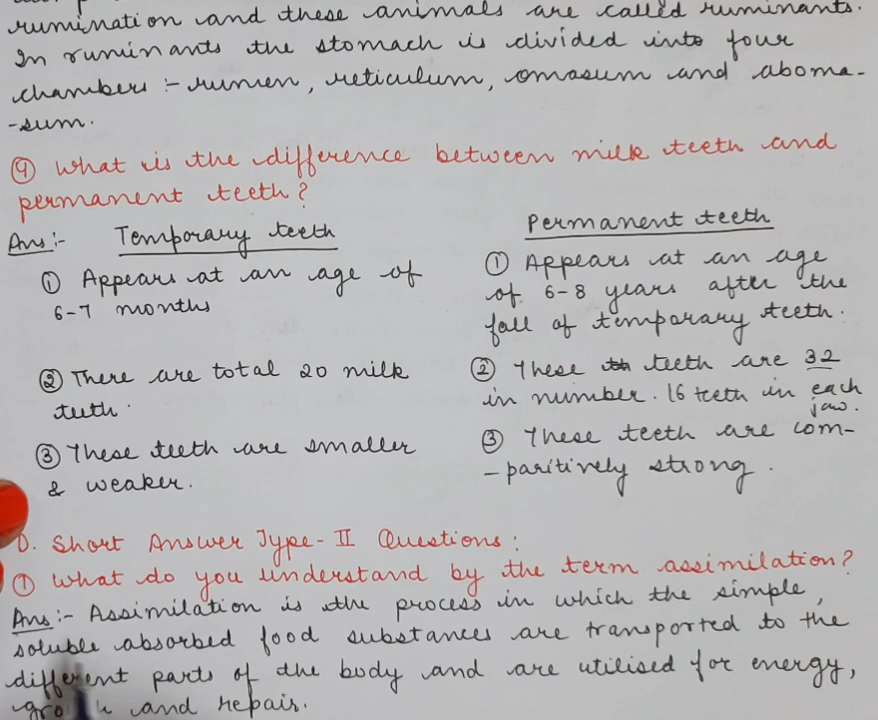 rumination and these animals are called ruminants.
In ruminants the stomach is divided into four
chambers :- rumen, reticulum, omasum and aboma-
-sum.
④ What is the difference between milk teeth and
permanent teeth?
Ans:- Temporary teeth
① Appears at an age of
6-7 months
② There are total 20 milk
teeth.
③ These teeth are smaller
& weaker.
Permanent teeth
① Appears at an age
of 6-8 years after the
fall of temporary teeth.
② These teeth are 32
in number. 16 teeth in each
jaw.
③ These teeth are com-
-paritively strong.
D. Short Answer Type-II Questions:
① What do you understand by the term assimilation?
Ans:- Assimilation is the process in which the simple,
soluble absorbed food substances are transported to the
different parts of the body and are utilised for energy,
and repair.